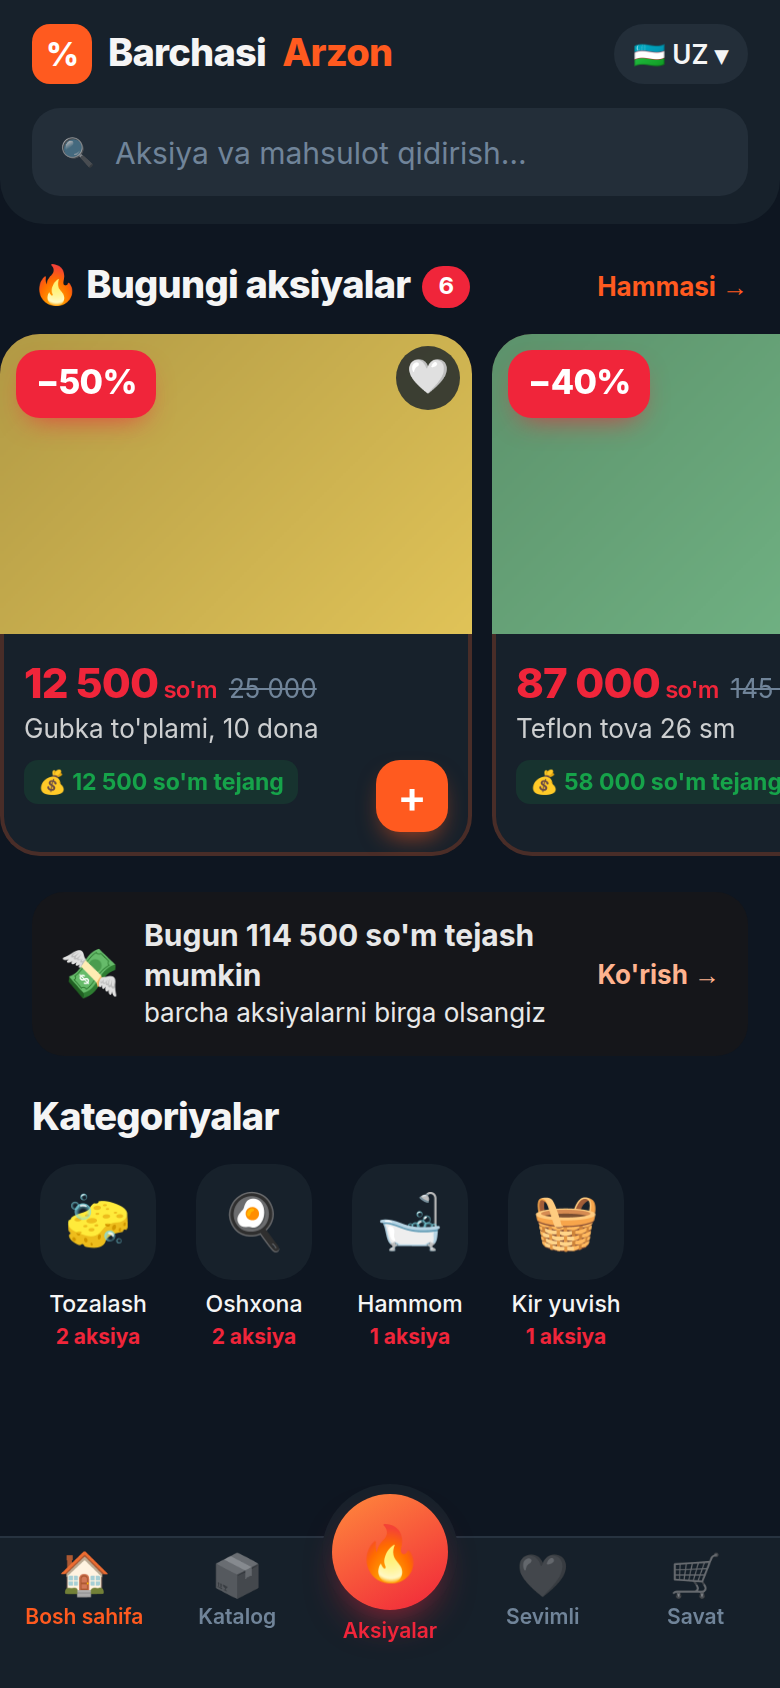 % Barchasi Arzon
UZ ▾
Aksiya va mahsulot qidirish...
Bugungi aksiyalar 6
Hammasi →
−50%
−40%
12 500 so'm 25 000
Gubka to'plami, 10 dona
12 500 so'm tejang
+
87 000 so'm 145
Teflon tova 26 sm
58 000 so'm tejang
Bugun 114 500 so'm tejash
mumkin
barcha aksiyalarni birga olsangiz
Ko'rish →
Kategoriyalar
Tozalash
2 aksiya
Oshxona
2 aksiya
Hammom
1 aksiya
Kir yuvish
1 aksiya
Bosh sahifa
Katalog
Aksiyalar
Sevimli
Savat